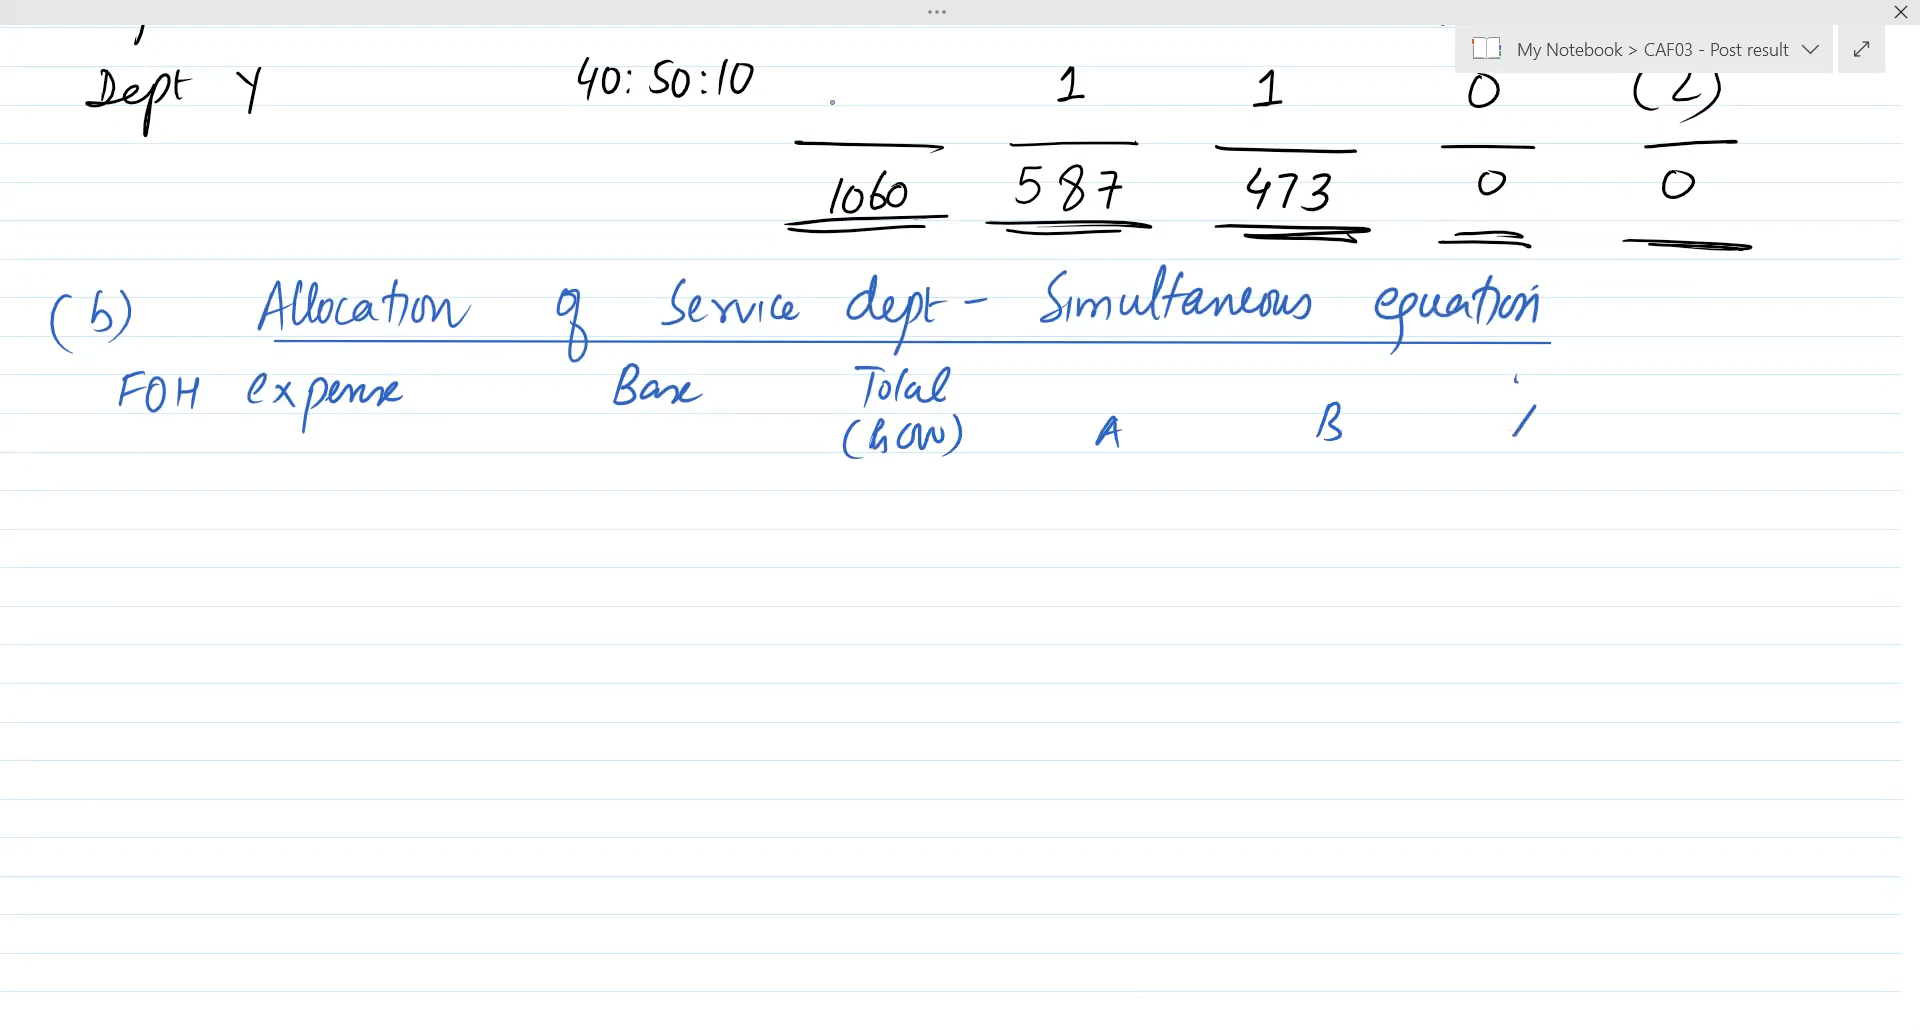 My Notebook > CAF03 - Post result
Dept Y 40:50:10 1 1 0 (2)
1060 587 473 0 0
(b) Allocation of Service dept - Simultaneous equation
FOH expense Base Total
A B